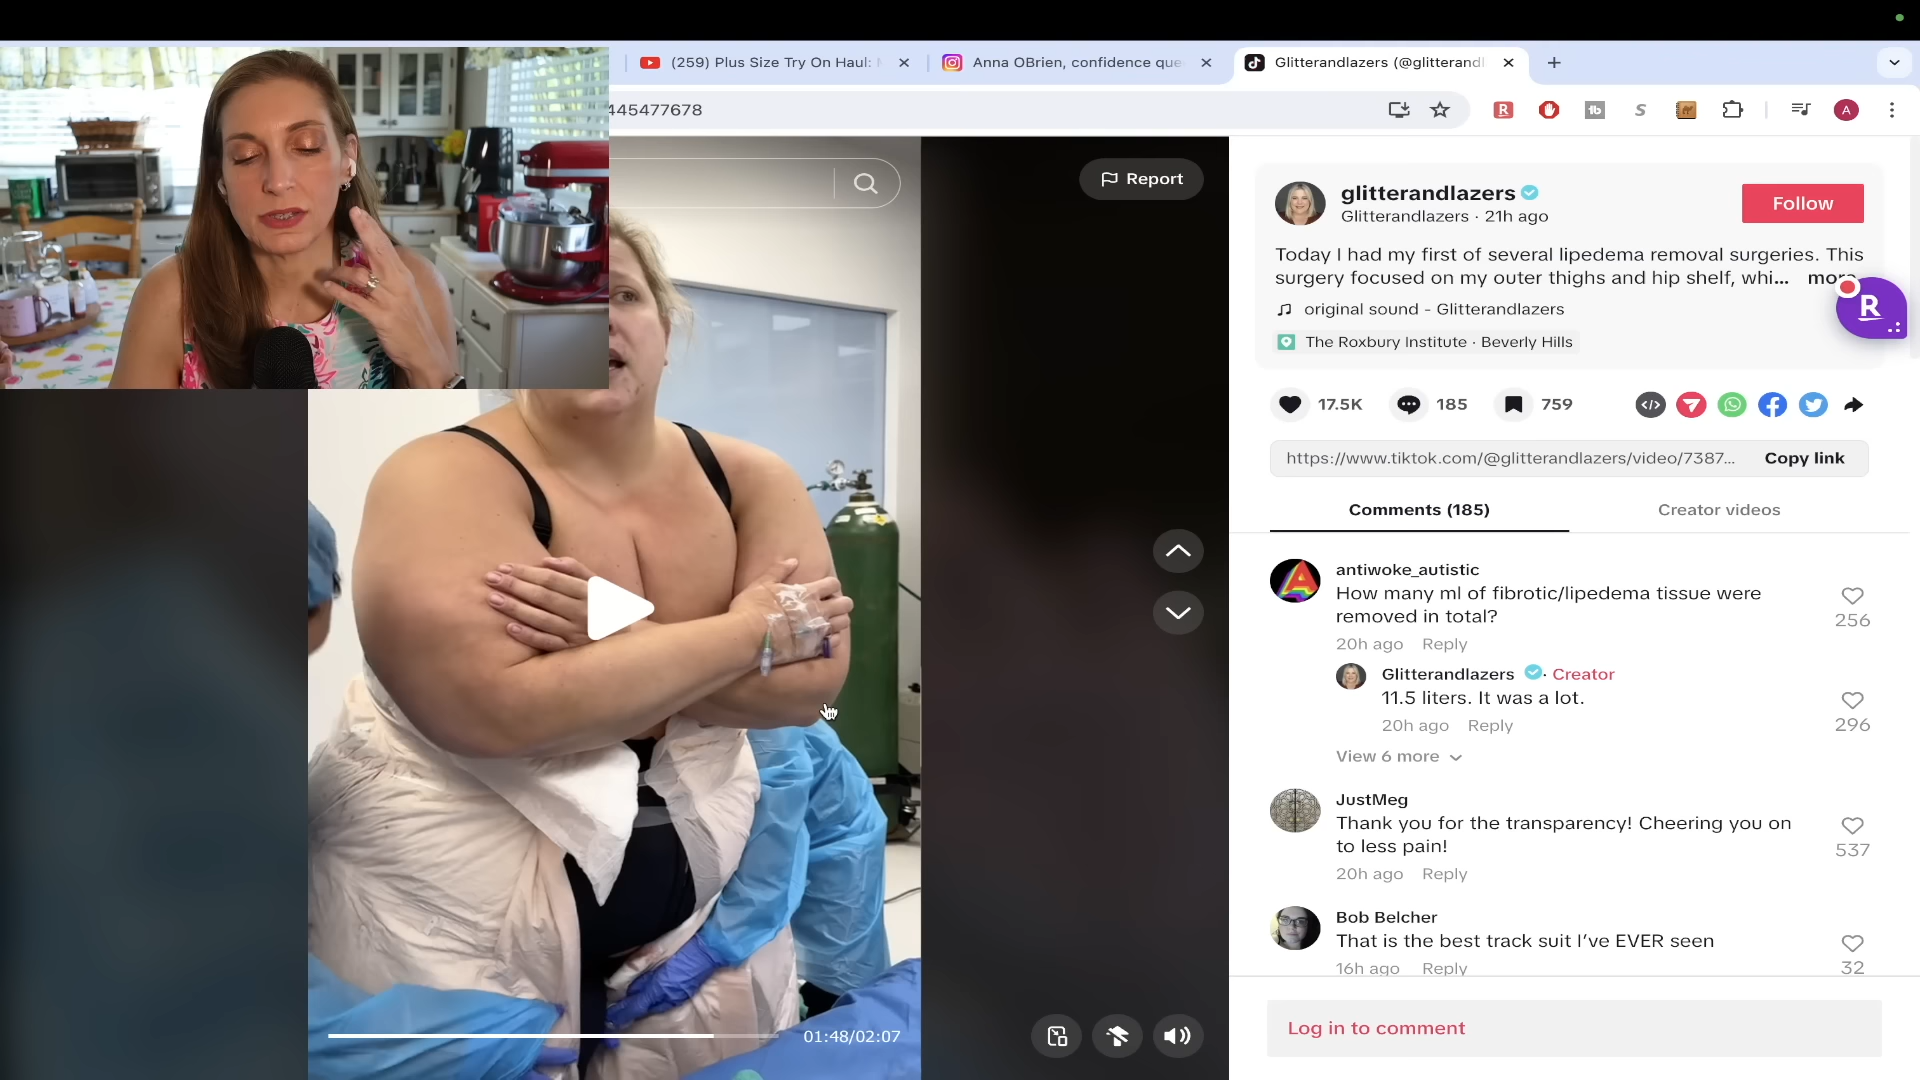 (259) Plus Size Try On Haul:
Anna OBrien, confidence que
Glitterandlazers (@glitterandl
445477678
R
tb
S
A
Report
glitterandlazers
Glitterandlazers · 21h ago
Follow
Today I had my first of several lipedema removal surgeries. This
surgery focused on my outer thighs and hip shelf, whi... more
R
original sound - Glitterandlazers
The Roxbury Institute · Beverly Hills
17.5K
185
759
https://www.tiktok.com/@glitterandlazers/video/7387... Copy link
Comments (185)
Creator videos
antiwoke_autistic
How many ml of fibrotic/lipedema tissue were
removed in total?
256
20h ago Reply
Glitterandlazers · Creator
11.5 liters. It was a lot.
296
20h ago Reply
View 6 more
JustMeg
Thank you for the transparency! Cheering you on
to less pain!
537
20h ago Reply
Bob Belcher
That is the best track suit I've EVER seen
32
16h ago Reply
01:48/02:07
Log in to comment